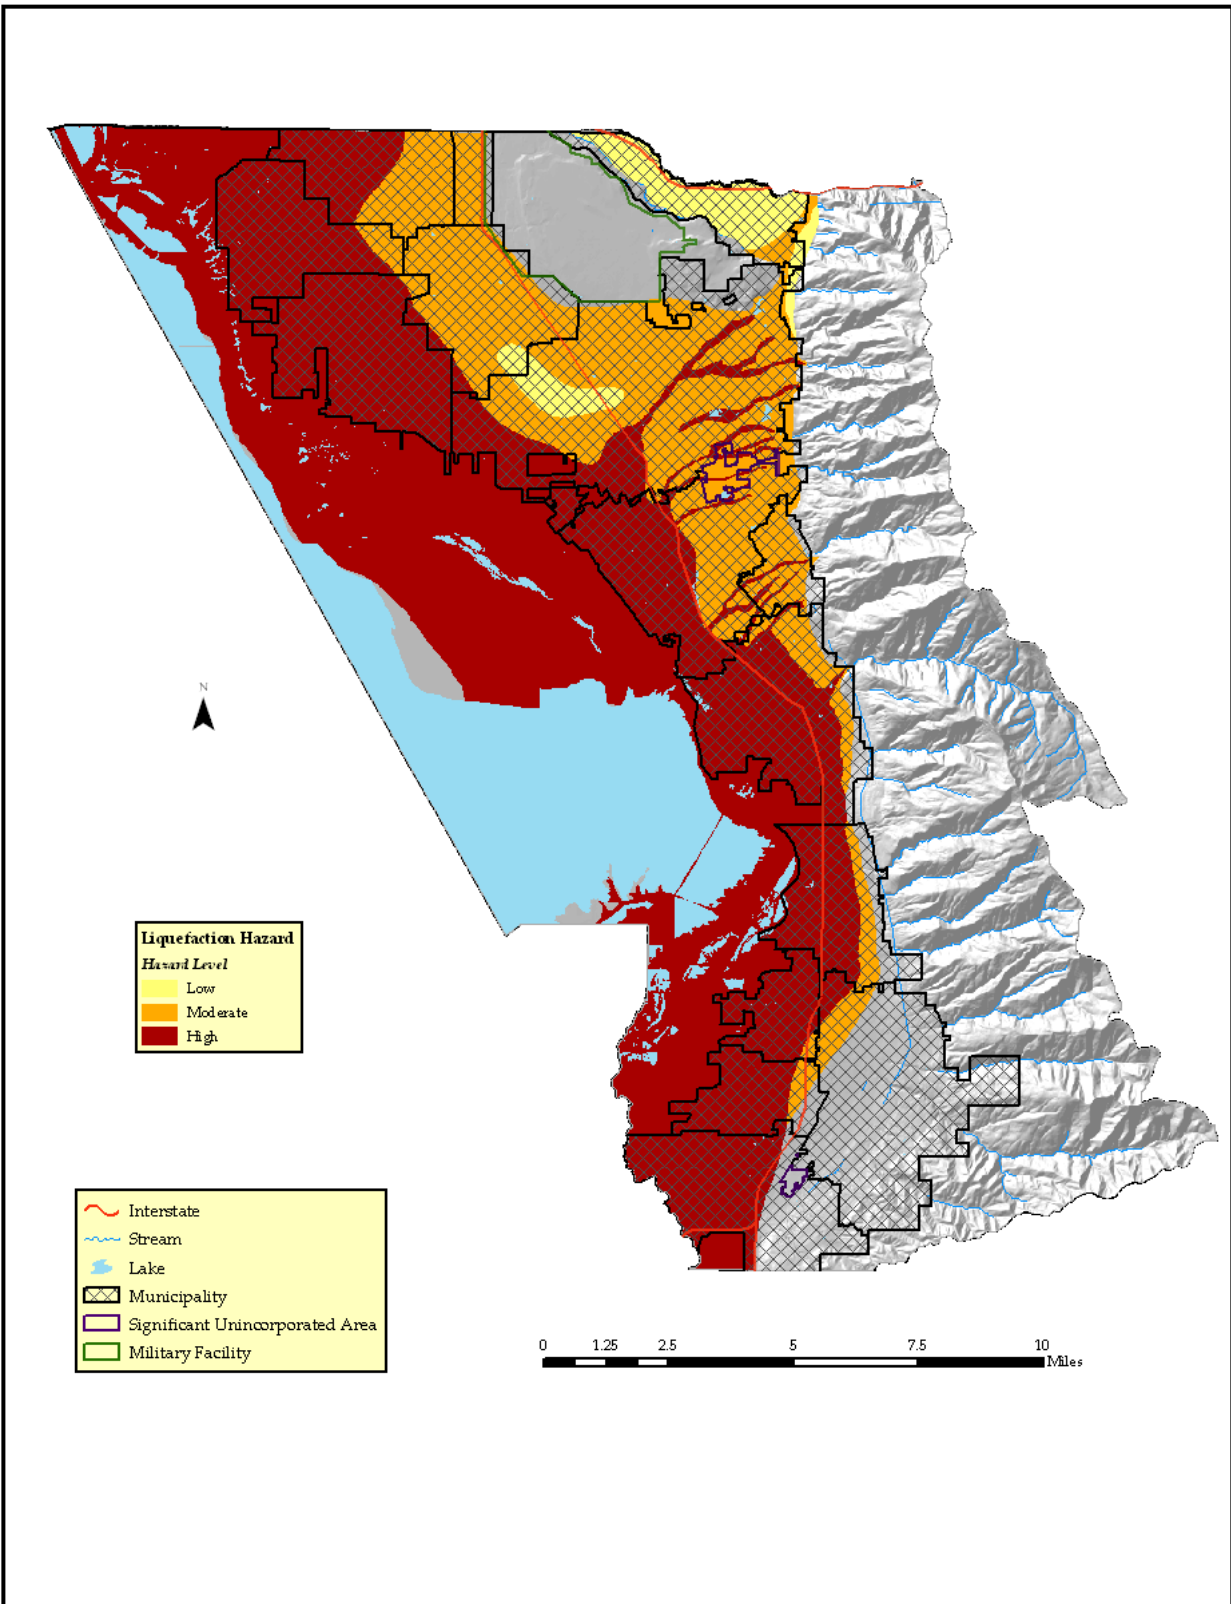 N
Liquefaction Hazard
Hazard Level
Low
Moderate
High
Interstate
Stream
Lake
Municipality
Significant Unincorporated Area
Military Facility
0 1.25 2.5 5 7.5 10
Miles